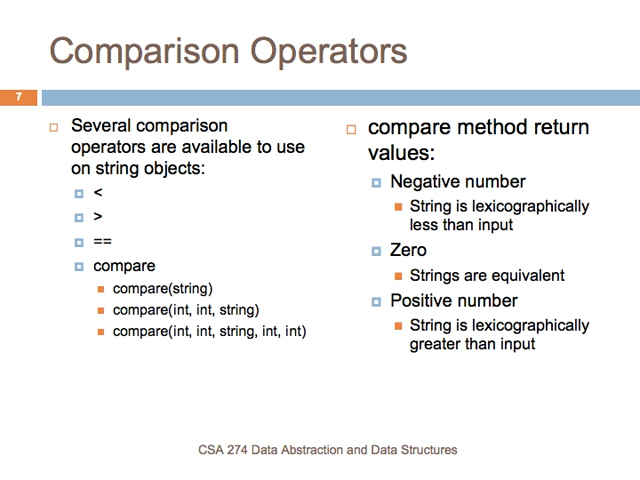 Comparison Operators
7
Several comparison
operators are available to use
on string objects:
<
>
==
compare
compare(string)
compare(int, int, string)
compare(int, int, string, int, int)
compare method return
values:
Negative number
String is lexicographically
less than input
Zero
Strings are equivalent
Positive number
String is lexicographically
greater than input
CSA 274 Data Abstraction and Data Structures